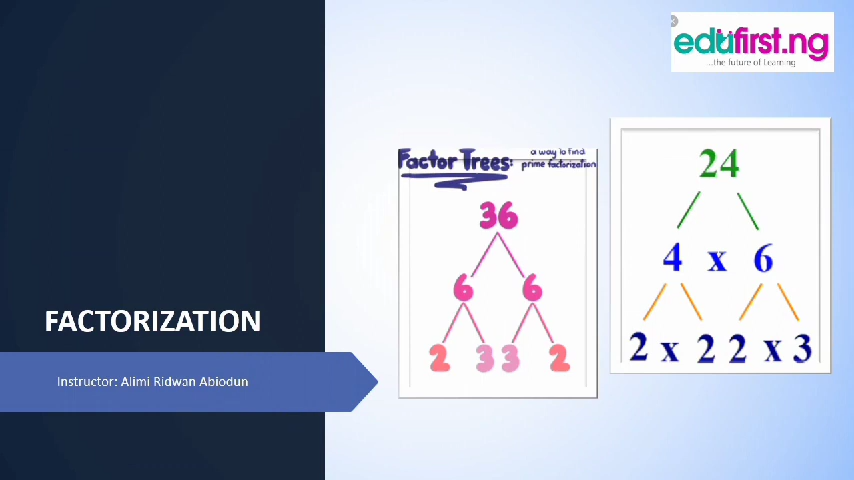 edufirst.ng
...the future of Learning
Factor Trees:
a way to find
prime factorization
36
6 6
2 3 3 2
24
4 x 6
2 x 2 2 x 3
FACTORIZATION
Instructor: Alimi Ridwan Abiodun